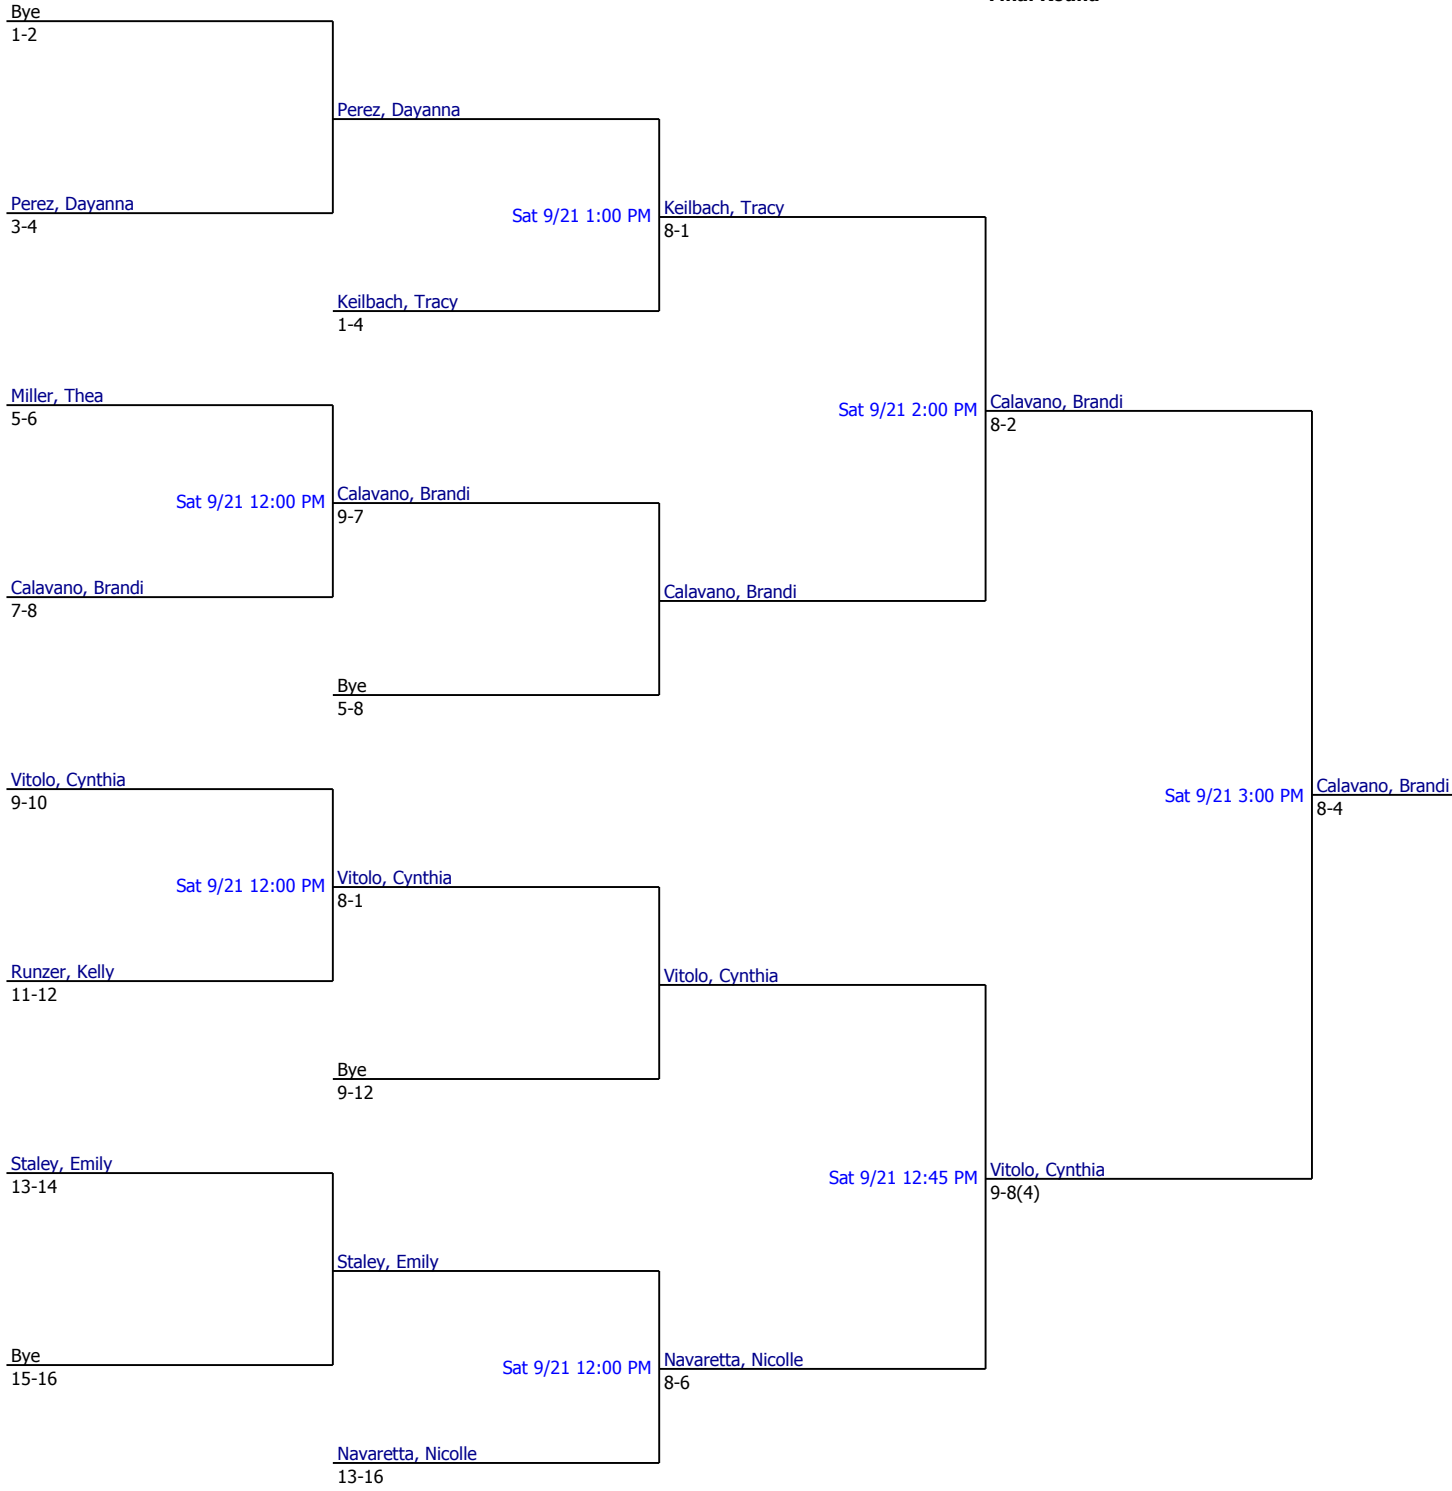 Final Round
Bye
1-2
Perez, Dayanna
Perez, Dayanna
3-4
Sat 9/21 1:00 PM
Keilbach, Tracy
8-1
Keilbach, Tracy
1-4
Miller, Thea
5-6
Sat 9/21 2:00 PM
Calavano, Brandi
8-2
Sat 9/21 12:00 PM
Calavano, Brandi
9-7
Calavano, Brandi
7-8
Calavano, Brandi
Bye
5-8
Vitolo, Cynthia
9-10
Sat 9/21 3:00 PM
Calavano, Brandi
8-4
Sat 9/21 12:00 PM
Vitolo, Cynthia
8-1
Runzer, Kelly
11-12
Vitolo, Cynthia
Bye
9-12
Staley, Emily
13-14
Sat 9/21 12:45 PM
Vitolo, Cynthia
9-8(4)
Staley, Emily
Bye
15-16
Sat 9/21 12:00 PM
Navaretta, Nicolle
8-6
Navaretta, Nicolle
13-16